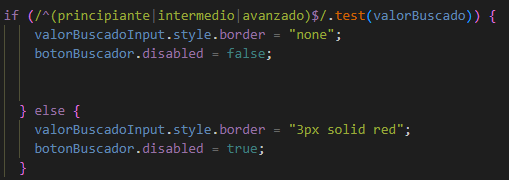 if (/^(principiante|intermedio|avanzado)$/.test(valorBuscado)) {
valorBuscadoInput.style.border = "none";
botonBuscador.disabled = false;
} else {
valorBuscadoInput.style.border = "3px solid red";
botonBuscador.disabled = true;
}